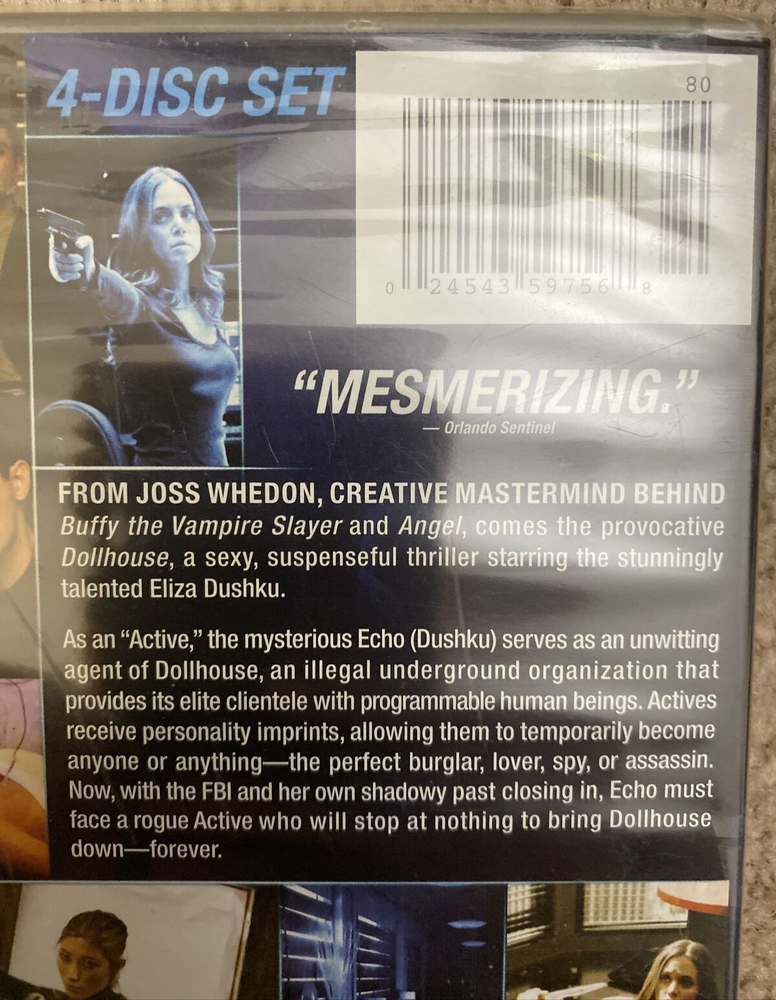 4-DISC SET
80
0 24543 59756 8
“MESMERIZING.”
— Orlando Sentinel
FROM JOSS WHEDON, CREATIVE MASTERMIND BEHIND
Buffy the Vampire Slayer and Angel, comes the provocative
Dollhouse, a sexy, suspenseful thriller starring the stunningly
talented Eliza Dushku.
As an “Active,” the mysterious Echo (Dushku) serves as an unwitting
agent of Dollhouse, an illegal underground organization that
provides its elite clientele with programmable human beings. Actives
receive personality imprints, allowing them to temporarily become
anyone or anything—the perfect burglar, lover, spy, or assassin.
Now, with the FBI and her own shadowy past closing in, Echo must
face a rogue Active who will stop at nothing to bring Dollhouse
down—forever.